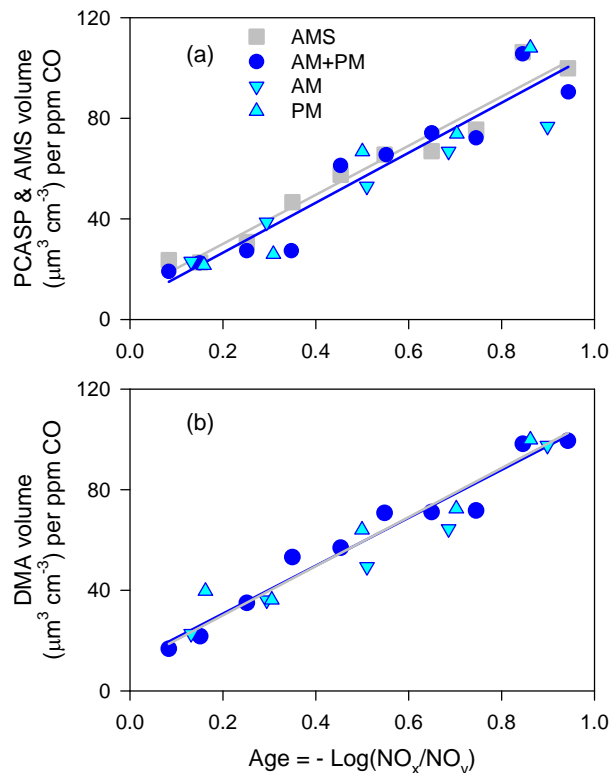 120
(a)
AMS
AM+PM
AM
PM
80
40
0
PCASP & AMS volume
(μm³ cm⁻³) per ppm CO
0.0 0.2 0.4 0.6 0.8 1.0
120
(b)
80
40
0
DMA volume
(μm³ cm⁻³) per ppm CO
0.0 0.2 0.4 0.6 0.8 1.0
Age = - Log(NOₓ/NOᵧ)